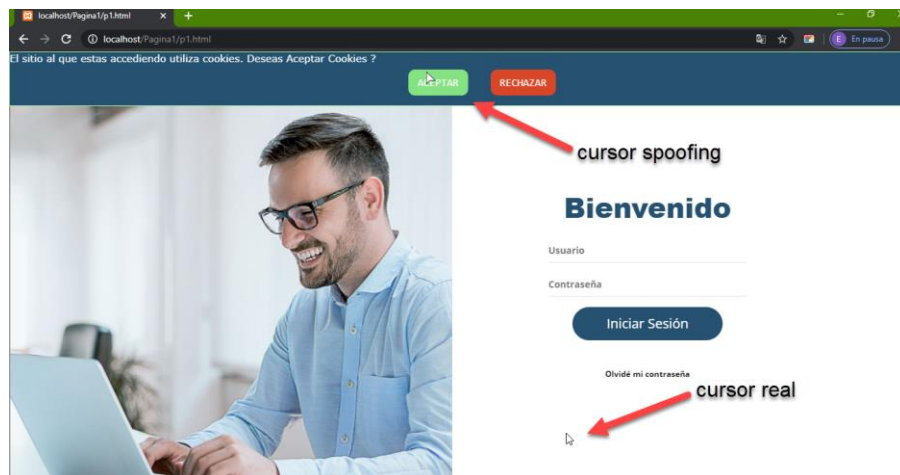 localhost/Pagina1/p1.html
localhost/Pagina1/p1.html
E En pausa
El sitio al que estas accediendo utiliza cookies. Deseas Aceptar Cookies ?
ACEPTAR RECHAZAR
cursor spoofing
Bienvenido
Usuario
Contraseña
Iniciar Sesión
Olvidé mi contraseña
cursor real